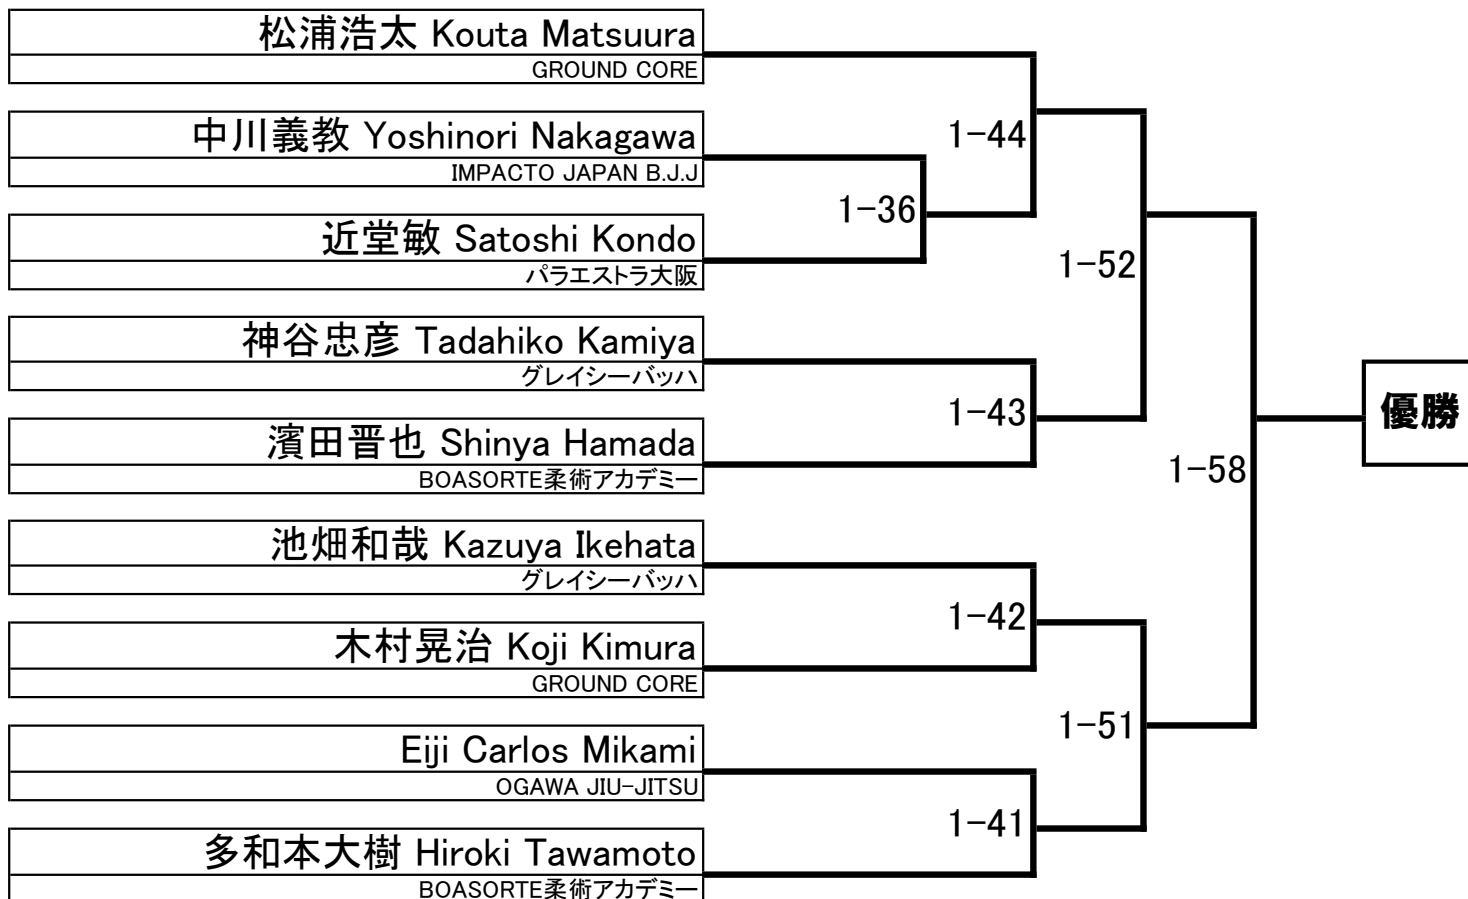 松浦浩太 Kouta Matsuura
GROUND CORE
中川義教 Yoshinori Nakagawa
IMPACTO JAPAN B.J.J
1-44
1-36
近堂敏 Satoshi Kondo
パラエストラ大阪
1-52
神谷忠彦 Tadahiko Kamiya
グレイシーバッハ
1-43
優勝
濱田晋也 Shinya Hamada
BOASORTE柔術アカデミー
1-58
池畑和哉 Kazuya Ikehata
グレイシーバッハ
1-42
木村晃治 Koji Kimura
GROUND CORE
1-51
Eiji Carlos Mikami
OGAWA JIU-JITSU
1-41
多和本大樹 Hiroki Tawamoto
BOASORTE柔術アカデミー